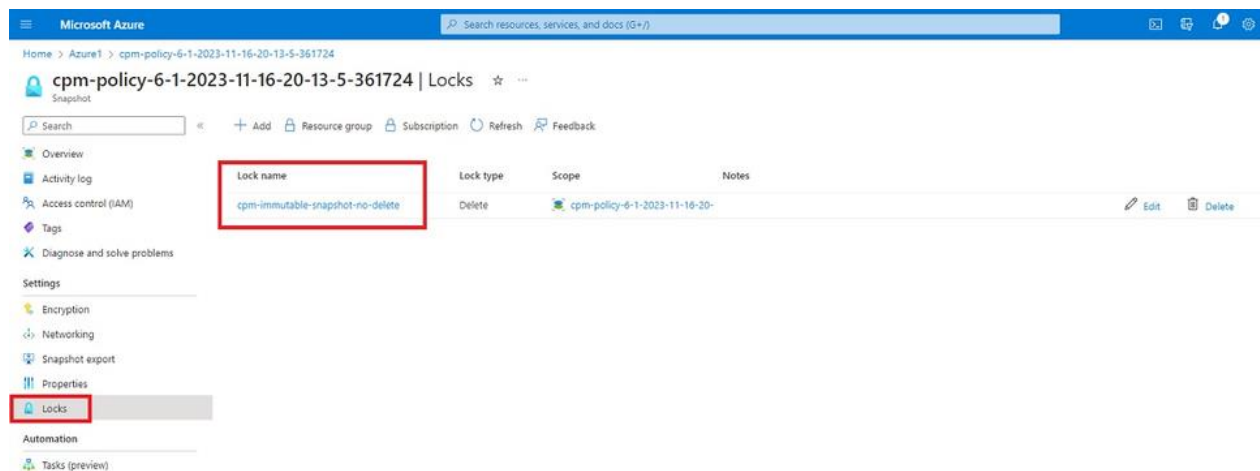 Microsoft Azure
Search resources, services, and docs (G+/)
1
Home > Azure1 > cpm-policy-6-1-2023-11-16-20-13-5-361724
cpm-policy-6-1-2023-11-16-20-13-5-361724 | Locks
Snapshot
Search
Add Resource group Subscription Refresh Feedback
Overview
Activity log
Access control (IAM)
Tags
Diagnose and solve problems
Settings
Encryption
Networking
Snapshot export
Properties
Locks
Automation
Tasks (preview)
Lock name Lock type Scope Notes
cpm-immutable-snapshot-no-delete Delete cpm-policy-6-1-2023-11-16-20- Edit Delete